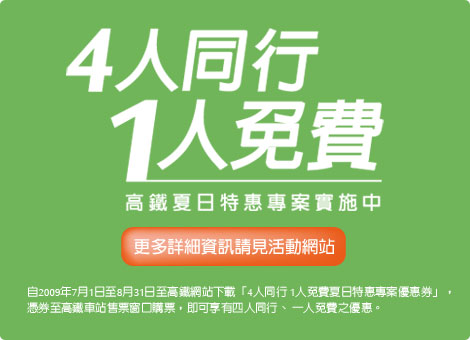 4人同行
1人免費
高鐵夏日特惠專案實施中
更多詳細資訊請見活動網站
自2009年7月1日至8月31日至高鐵網站下載「4人同行 1人免費夏日特惠專案優惠券」，
憑券至高鐵車站售票窗口購票，即可享有四人同行、一人免費之優惠。